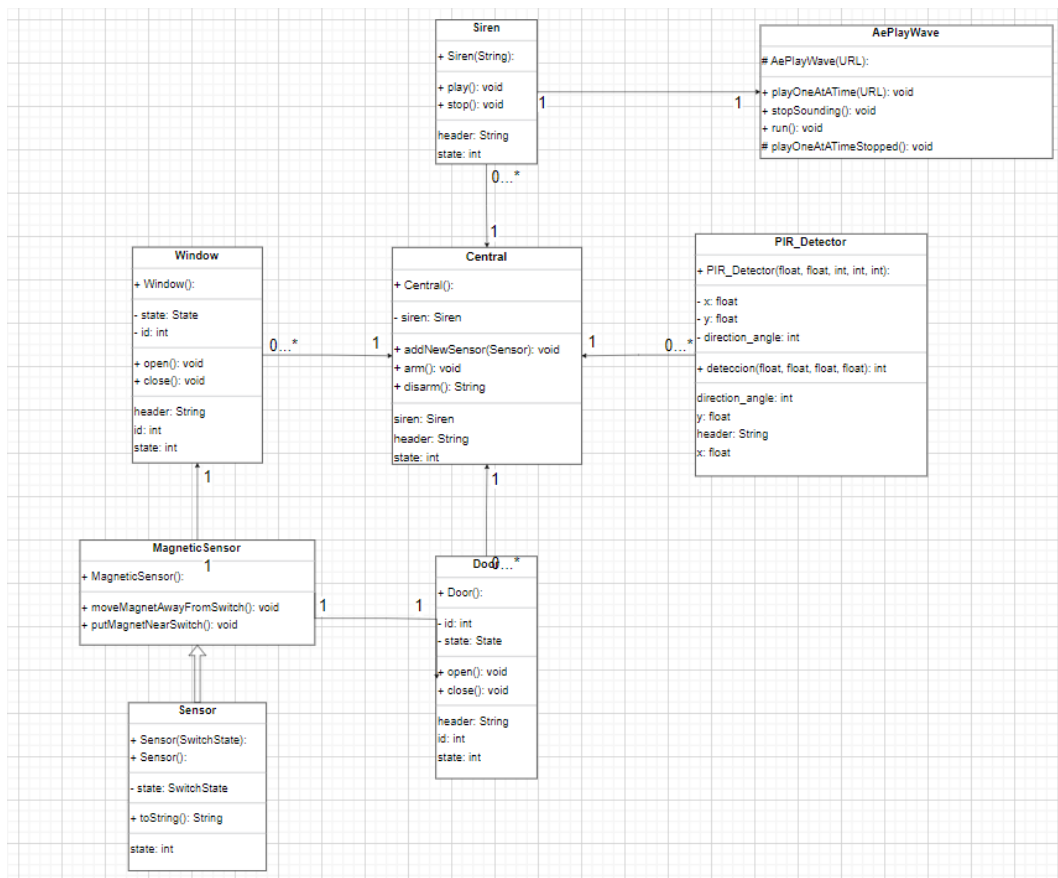 Siren
+ Siren(String):
+ play(): void
+ stop(): void
header: String
state: int
1
1
0...*
1
AePlayWave
# AePlayWave(URL):
+ playOneAtATime(URL): void
+ stopSounding(): void
+ run(): void
# playOneAtATimeStopped(): void
Window
+ Window():
- state: State
- id: int
+ open(): void
+ close(): void
header: String
id: int
state: int
0...*
1
1
Central
+ Central():
- siren: Siren
+ addNewSensor(Sensor): void
+ arm(): void
+ disarm(): String
siren: Siren
header: String
state: int
1
0...*
1
PIR_Detector
+ PIR_Detector(float, float, int, int, int):
- x: float
- y: float
- direction_angle: int
+ deteccion(float, float, float, float): int
direction_angle: int
y: float
header: String
x: float
MagneticSensor
1
+ MagneticSensor():
+ moveMagnetAwayFromSwitch(): void
+ putMagnetNearSwitch(): void
1
1
Door
0...*
+ Door():
- id: int
- state: State
+ open(): void
+ close(): void
header: String
id: int
state: int
Sensor
+ Sensor(SwitchState):
+ Sensor():
- state: SwitchState
+ toString(): String
state: int